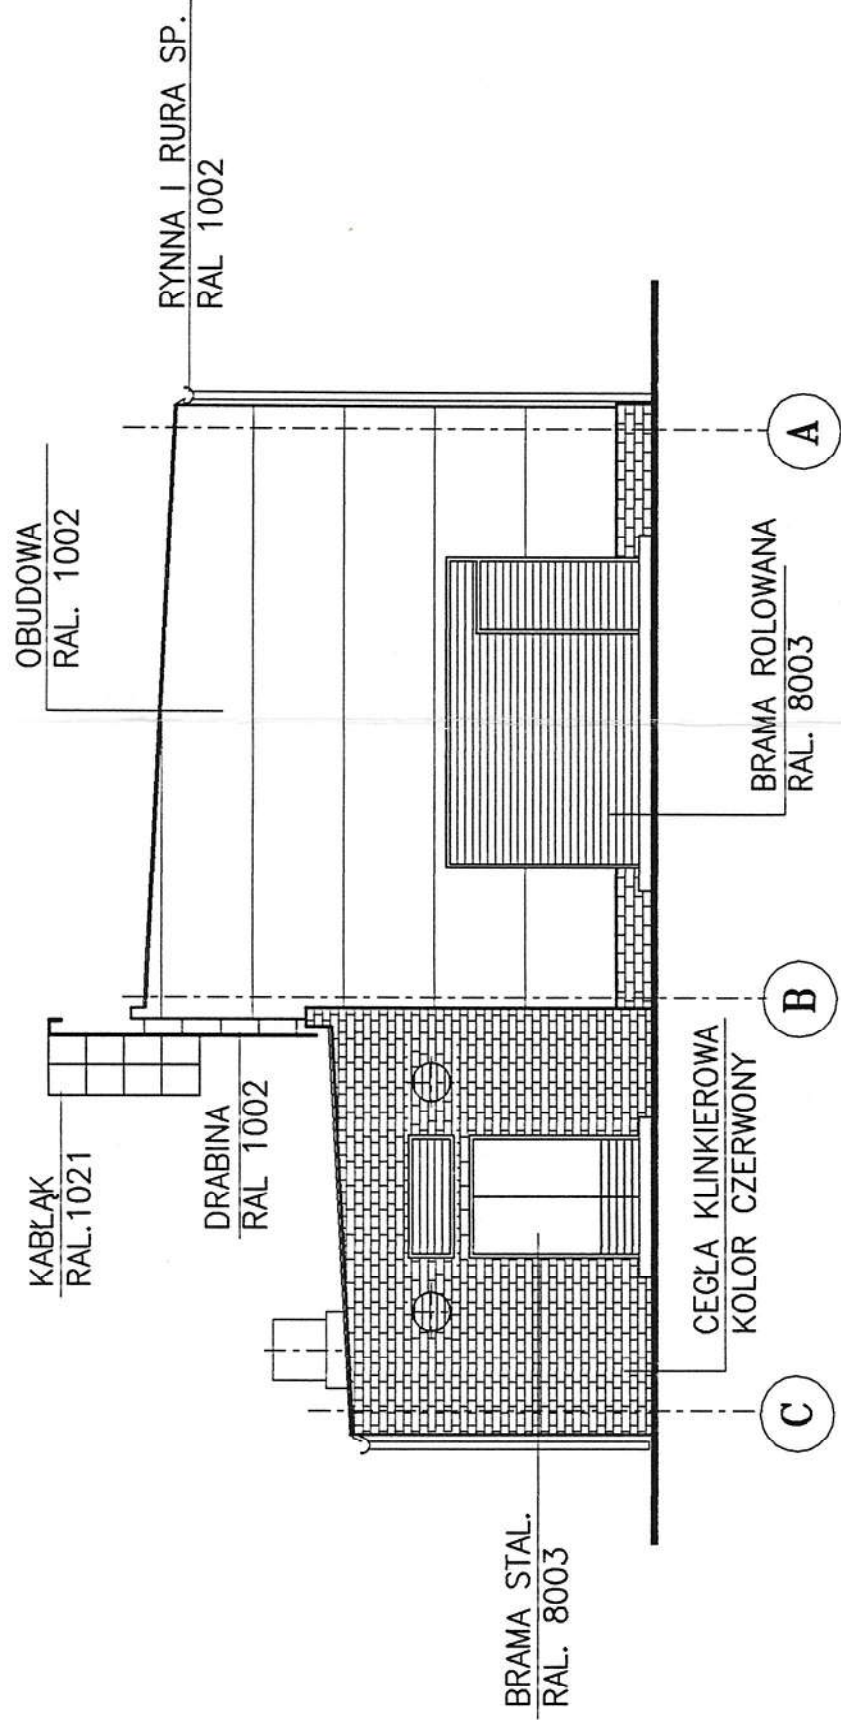 KABŁĄK
RAL.1021
OBUDOWA
RAL. 1002
RYNNA I RURA SP.
RAL 1002
DRABINA
RAL 1002
BRAMA STAL.
RAL. 8003
CEGŁA KLINKIEROWA
KOLOR CZERWONY
BRAMA ROLOWANA
RAL. 8003
C
B
A